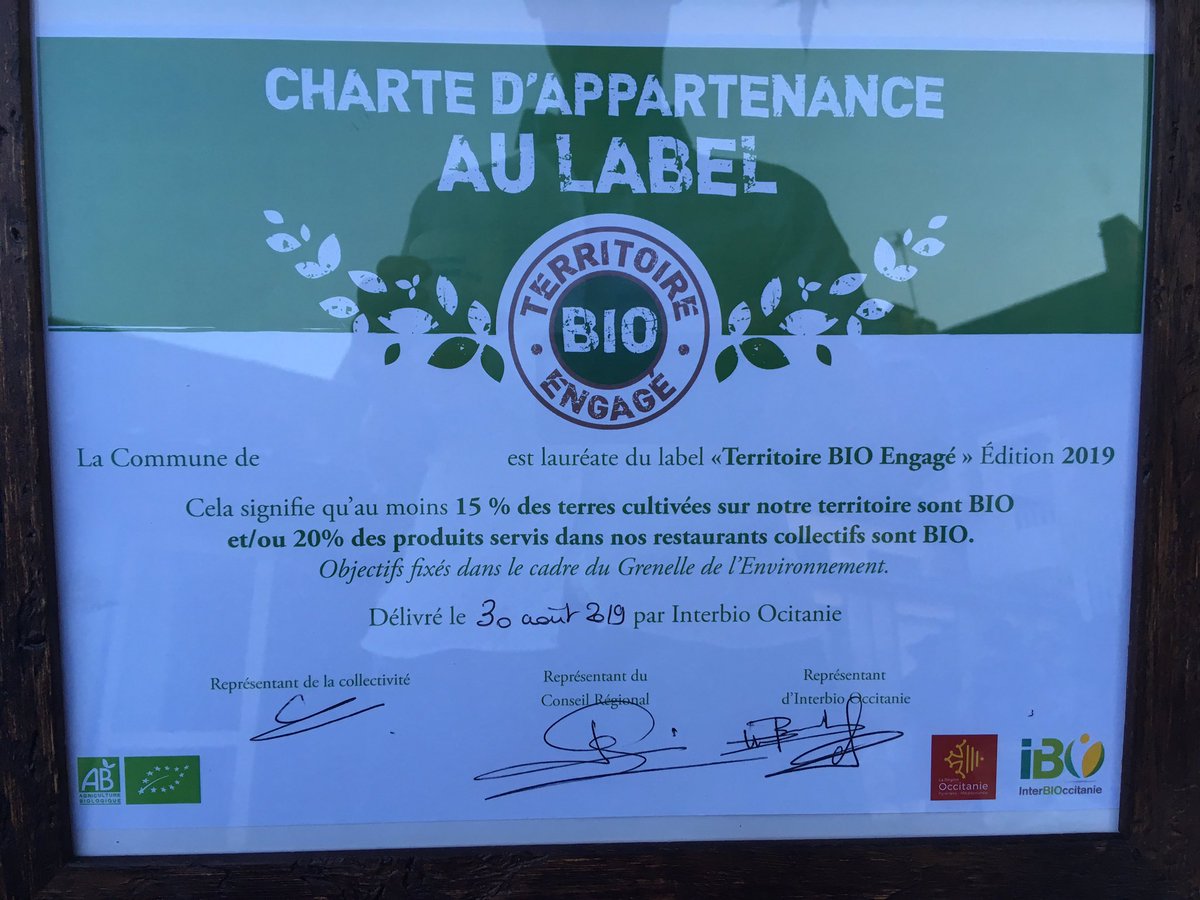 CHARTE D'APPARTENANCE
AU LABEL
TERRITOIRE
BIO
ENGAGÉ
La Commune de est lauréate du label «Territoire BIO Engagé » Édition 2019
Cela signifie qu'au moins 15 % des terres cultivées sur notre territoire sont BIO
et/ou 20% des produits servis dans nos restaurants collectifs sont BIO.
Objectifs fixés dans le cadre du Grenelle de l'Environnement.
Délivré le 30 août 2019 par Interbio Ocitanie
Représentant de la collectivité
Représentant du
Conseil Régional
Représentant
d'Interbio Occitanie
AB
AGRICULTURE
BIOLOGIQUE
La Région
Occitanie
Pyrénées - Méditerranée
iBO
InterBIOccitanie